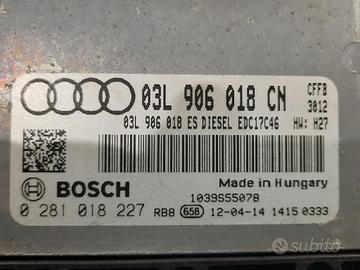 03L 906 018 CN
CFFB
3012
03L 906 018 ES DIESEL EDC17C46 HW: H27
BOSCH
Made in Hungary
1039S55078
0 281 018 227 RB8 658 12-04-14 1415 0333
subito